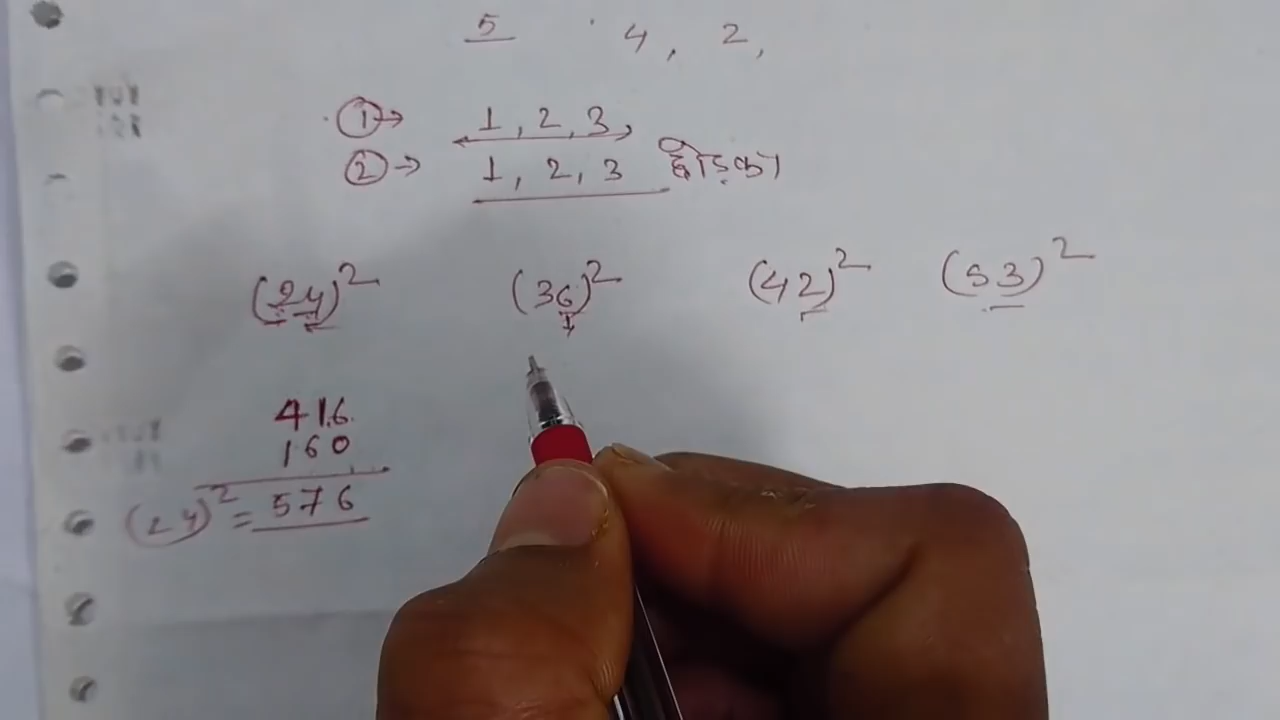 5 4, 2,
①→ 1, 2, 3,
②→ 1, 2, 3 छोड़का
(24)² (36)² (42)² (53)²
1
416
160
(24)² = 576